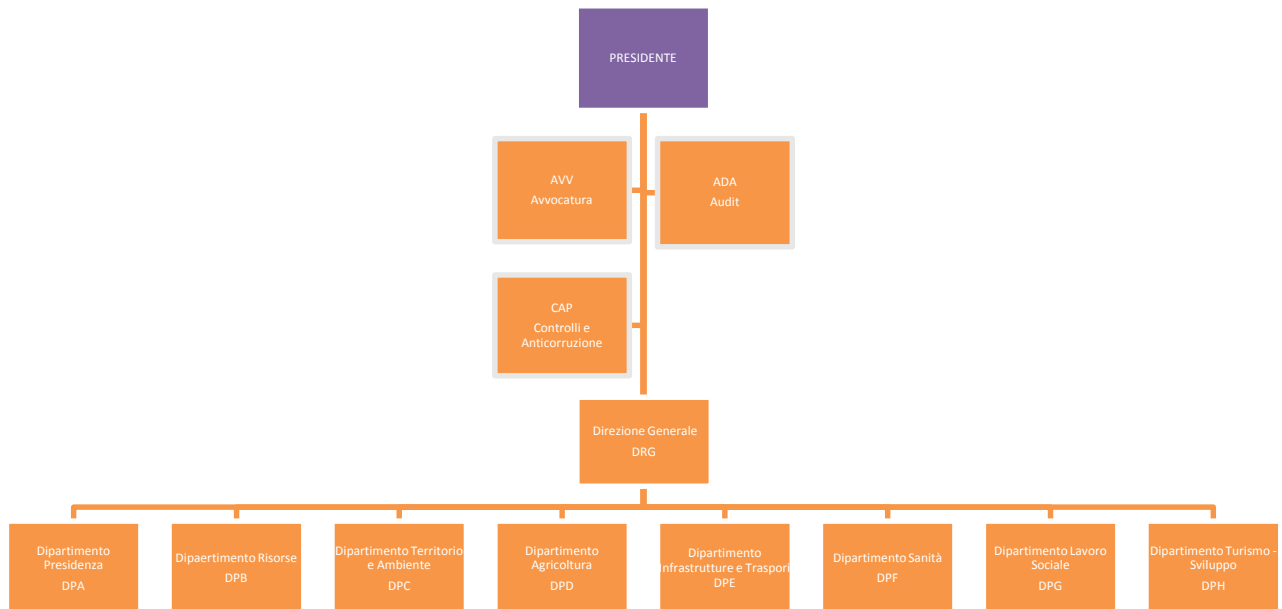 PRESIDENTE
AVV
Avvocatura
ADA
Audit
CAP
Controlli e
Anticorruzione
Direzione Generale
DRG
Dipartimento
Presidenza
DPA
Dipaertimento Risorse
DPB
Dipartimento Territorio
e Ambiente
DPC
Dipartimento
Agricoltura
DPD
Dipartimento
Infrastrutture e Traspori
DPE
Dipartimento Sanità
DPF
Dipartimento Lavoro
Sociale
DPG
Dipartimento Turismo -
Sviluppo
DPH